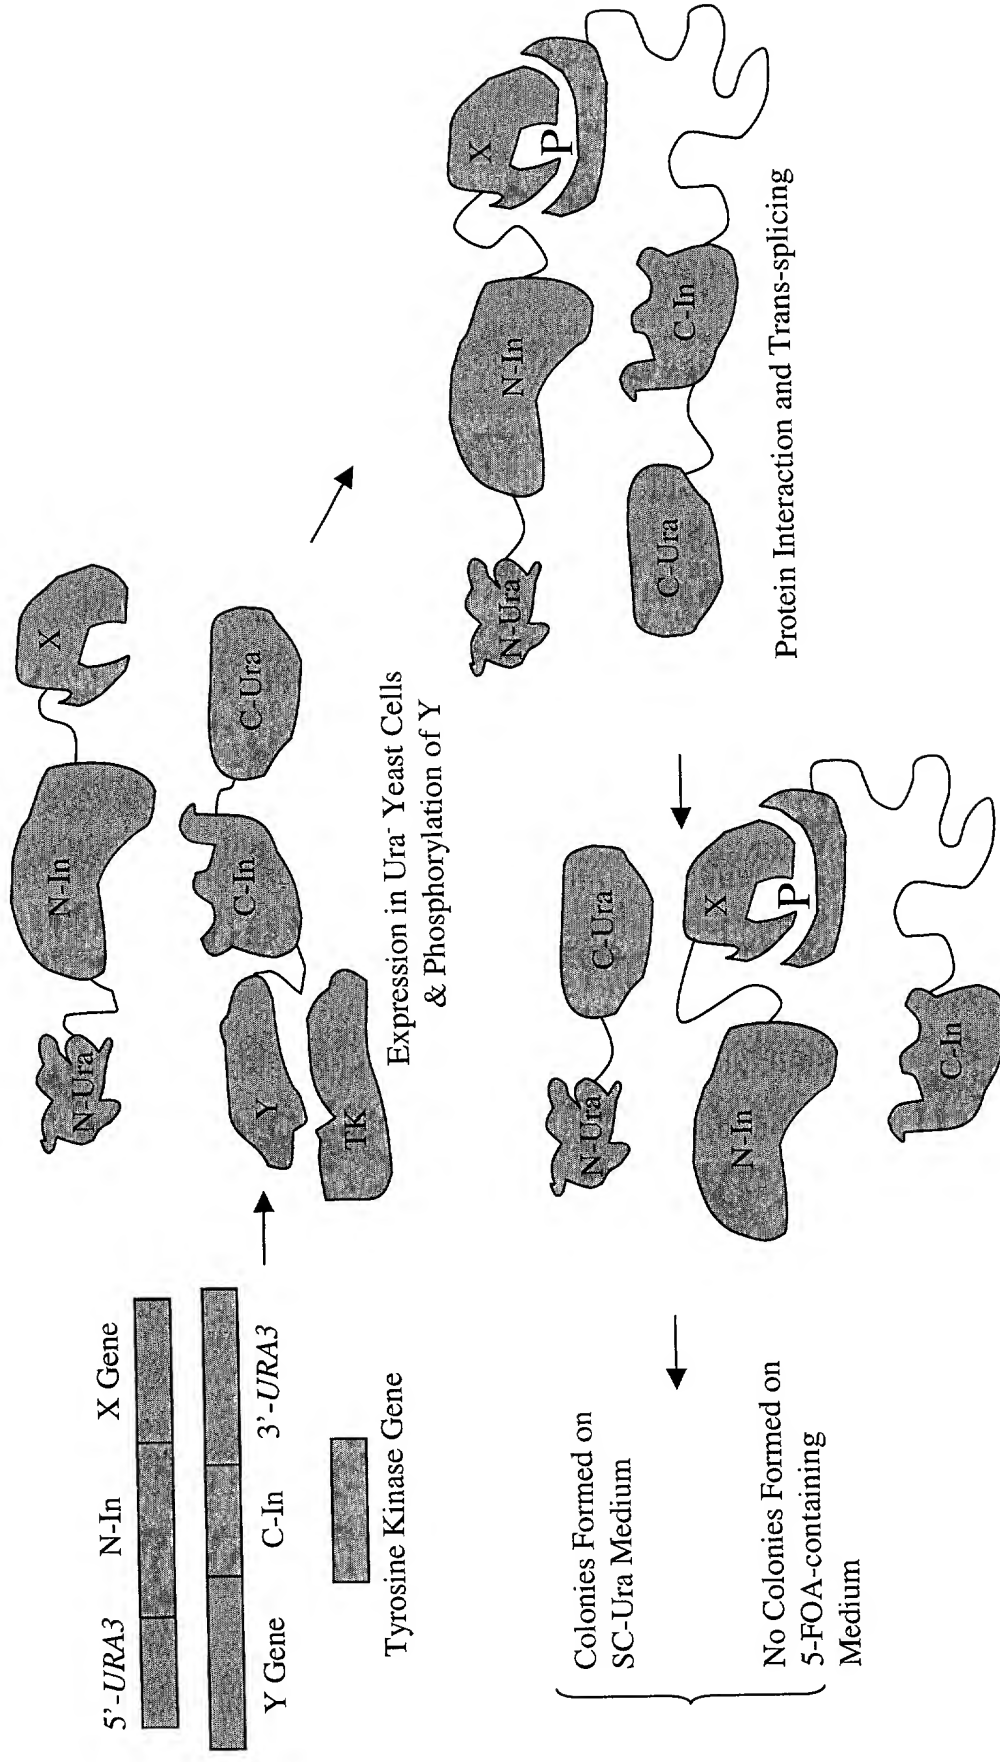 5'-URA3 N-In X Gene
Y Gene C-In 3'-URA3
Tyrosine Kinase Gene
N-Ura N-In X
Y C-In C-Ura
TK
Expression in Ura⁻ Yeast Cells
& Phosphorylation of Y
N-Ura N-In X
P
C-Ura C-In
Protein Interaction and Trans-splicing
N-Ura C-Ura
N-In X
P
C-In
Colonies Formed on
SC-Ura Medium
No Colonies Formed on
5-FOA-containing
Medium